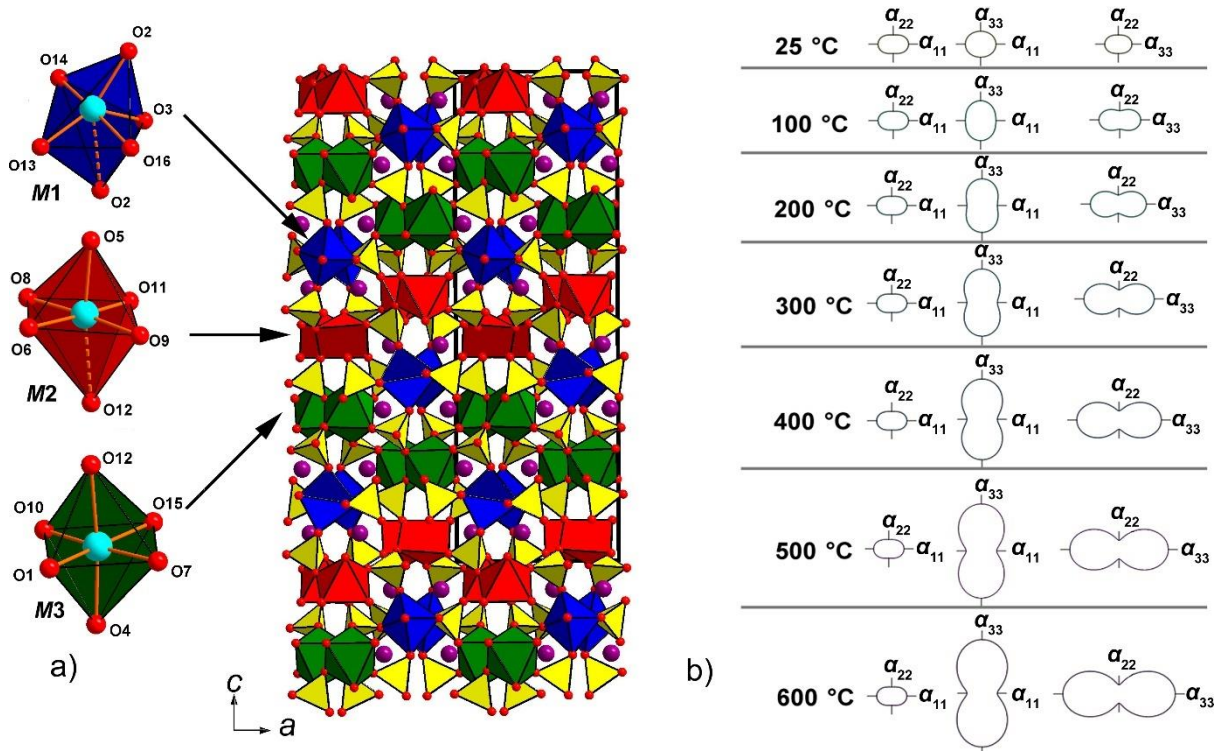 O2
O14
O3
O13
O16
M1
O2
O5
O8
O11
O6
O9
M2
O12
O12
O10
O15
O1
O7
M3
O4
a)
c
a
α22
α33
α22
25 °C
α11
α11
α33
α22
α33
α22
100 °C
α11
α11
α33
α22
α33
α22
200 °C
α11
α11
α33
α22
α33
α22
300 °C
α11
α11
α33
α22
α33
α22
400 °C
α11
α11
α33
α22
α33
α22
500 °C
α11
α11
α33
α22
α33
α22
600 °C
α11
α11
α33
b)